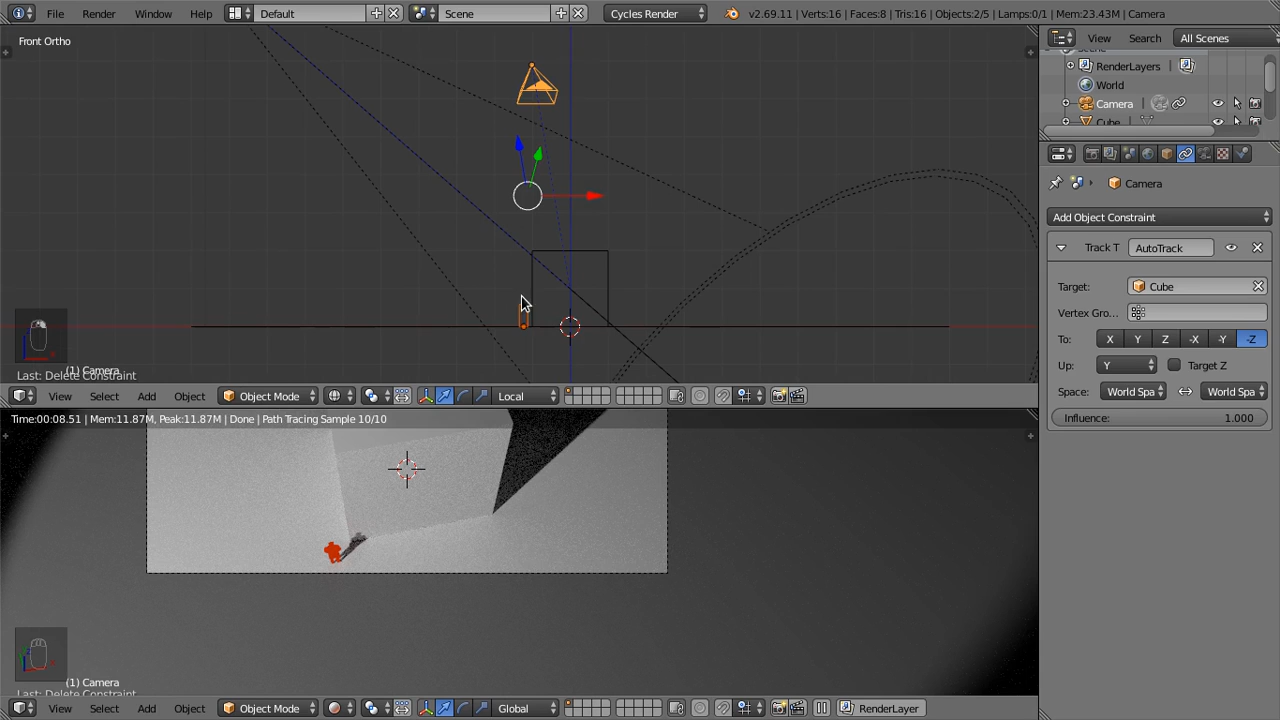 File Render Window Help Default Scene Cycles Render v2.69.11 | Verts:16 | Faces:8 | Tris:16 | Objects:2/5 | Lamps:0/1 | Mem:23.43M | Camera
Front Ortho
(1) Camera
Last: Delete Constraint
View Select Add Object Object Mode Local
Time:00:08.51 | Mem:11.87M, Peak:11.87M | Done | Path Tracing Sample 10/10
(1) Camera
Last: Delete Constraint
View Select Add Object Object Mode Global RenderLayer
View Search All Scenes
Scene
RenderLayers
World
Camera
Cube
Camera
Add Object Constraint
Track T AutoTrack
Target: Cube
Vertex Gro...
To: X Y Z -X -Y -Z
Up: Y Target Z
Space: World Spa World Spa
Influence: 1.000